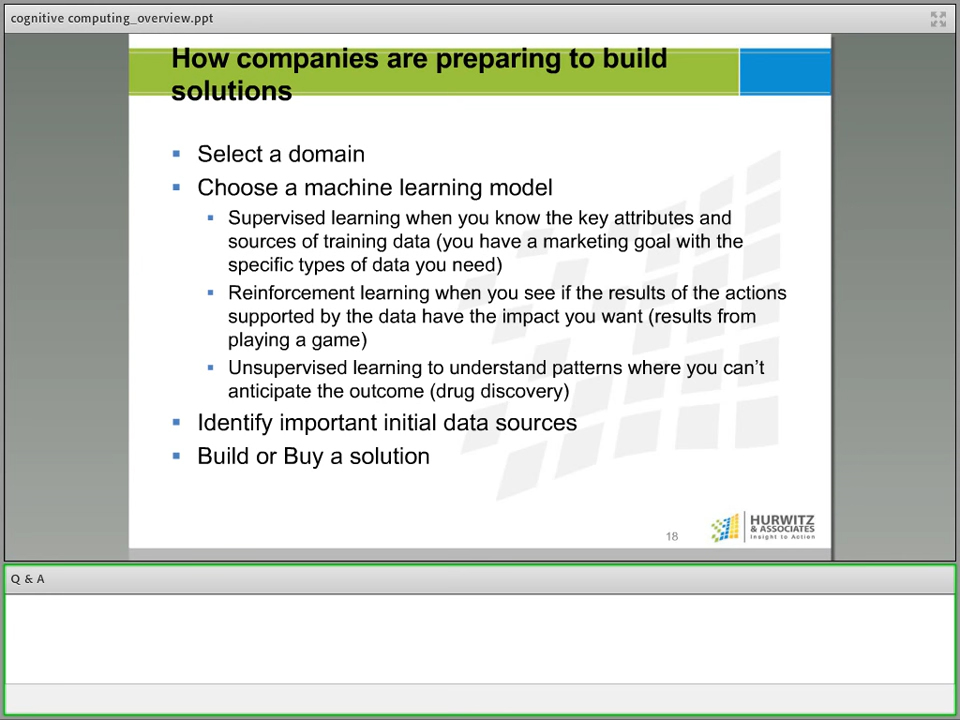 cognitive computing_overview.ppt
How companies are preparing to build
solutions
Select a domain
Choose a machine learning model
Supervised learning when you know the key attributes and
sources of training data (you have a marketing goal with the
specific types of data you need)
Reinforcement learning when you see if the results of the actions
supported by the data have the impact you want (results from
playing a game)
Unsupervised learning to understand patterns where you can't
anticipate the outcome (drug discovery)
Identify important initial data sources
Build or Buy a solution
18
HURWITZ
& ASSOCIATES
Insight to Action
Q & A